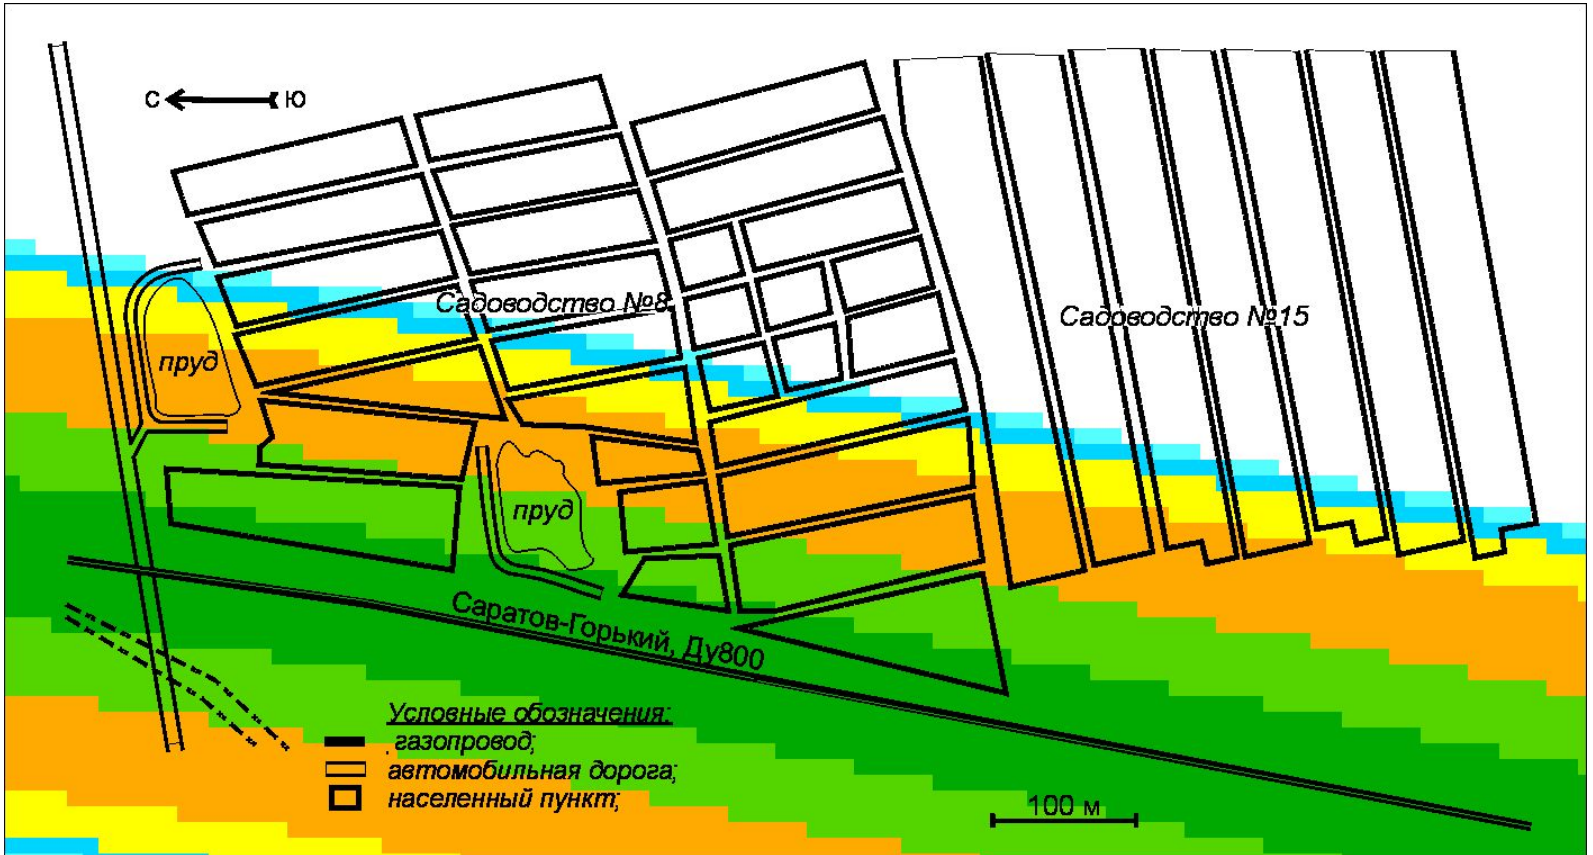 С Ю
Садоводство №8
Садоводство №15
пруд
пруд
Саратов-Горький, Ду800
Условные обозначения:
газопровод;
автомобильная дорога;
населенный пункт;
100 м